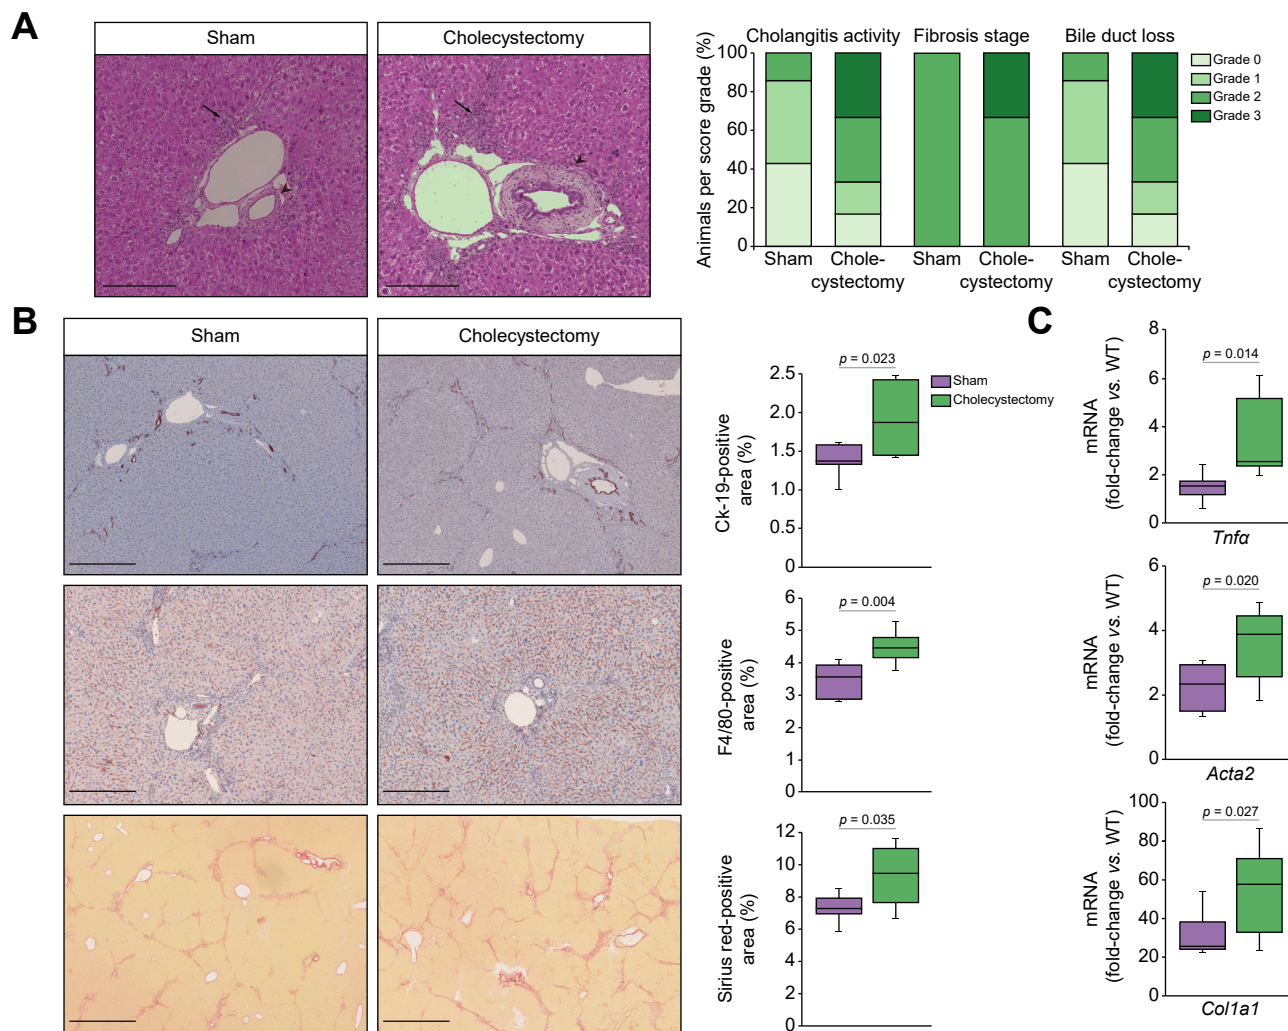 A
Sham
Cholecystectomy
Animals per score grade (%)
100
80
60
40
20
0
Cholangitis activity
Fibrosis stage
Bile duct loss
Sham
Chole-
cystectomy
Sham
Chole-
cystectomy
Sham
Chole-
cystectomy
Grade 0
Grade 1
Grade 2
Grade 3
B
Sham
Cholecystectomy
Ck-19-positive
area (%)
2.5
2.0
1.5
1.0
0.5
0
p = 0.023
Sham
Cholecystectomy
F4/80-positive
area (%)
6
5
4
3
2
1
0
p = 0.004
Sirius red-positive
area (%)
12
10
8
6
4
2
0
p = 0.035
C
mRNA
(fold-change vs. WT)
8
6
4
2
0
p = 0.014
Tnfα
mRNA
(fold-change vs. WT)
6
4
2
0
p = 0.020
Acta2
mRNA
(fold-change vs. WT)
100
80
60
40
20
0
p = 0.027
Col1a1